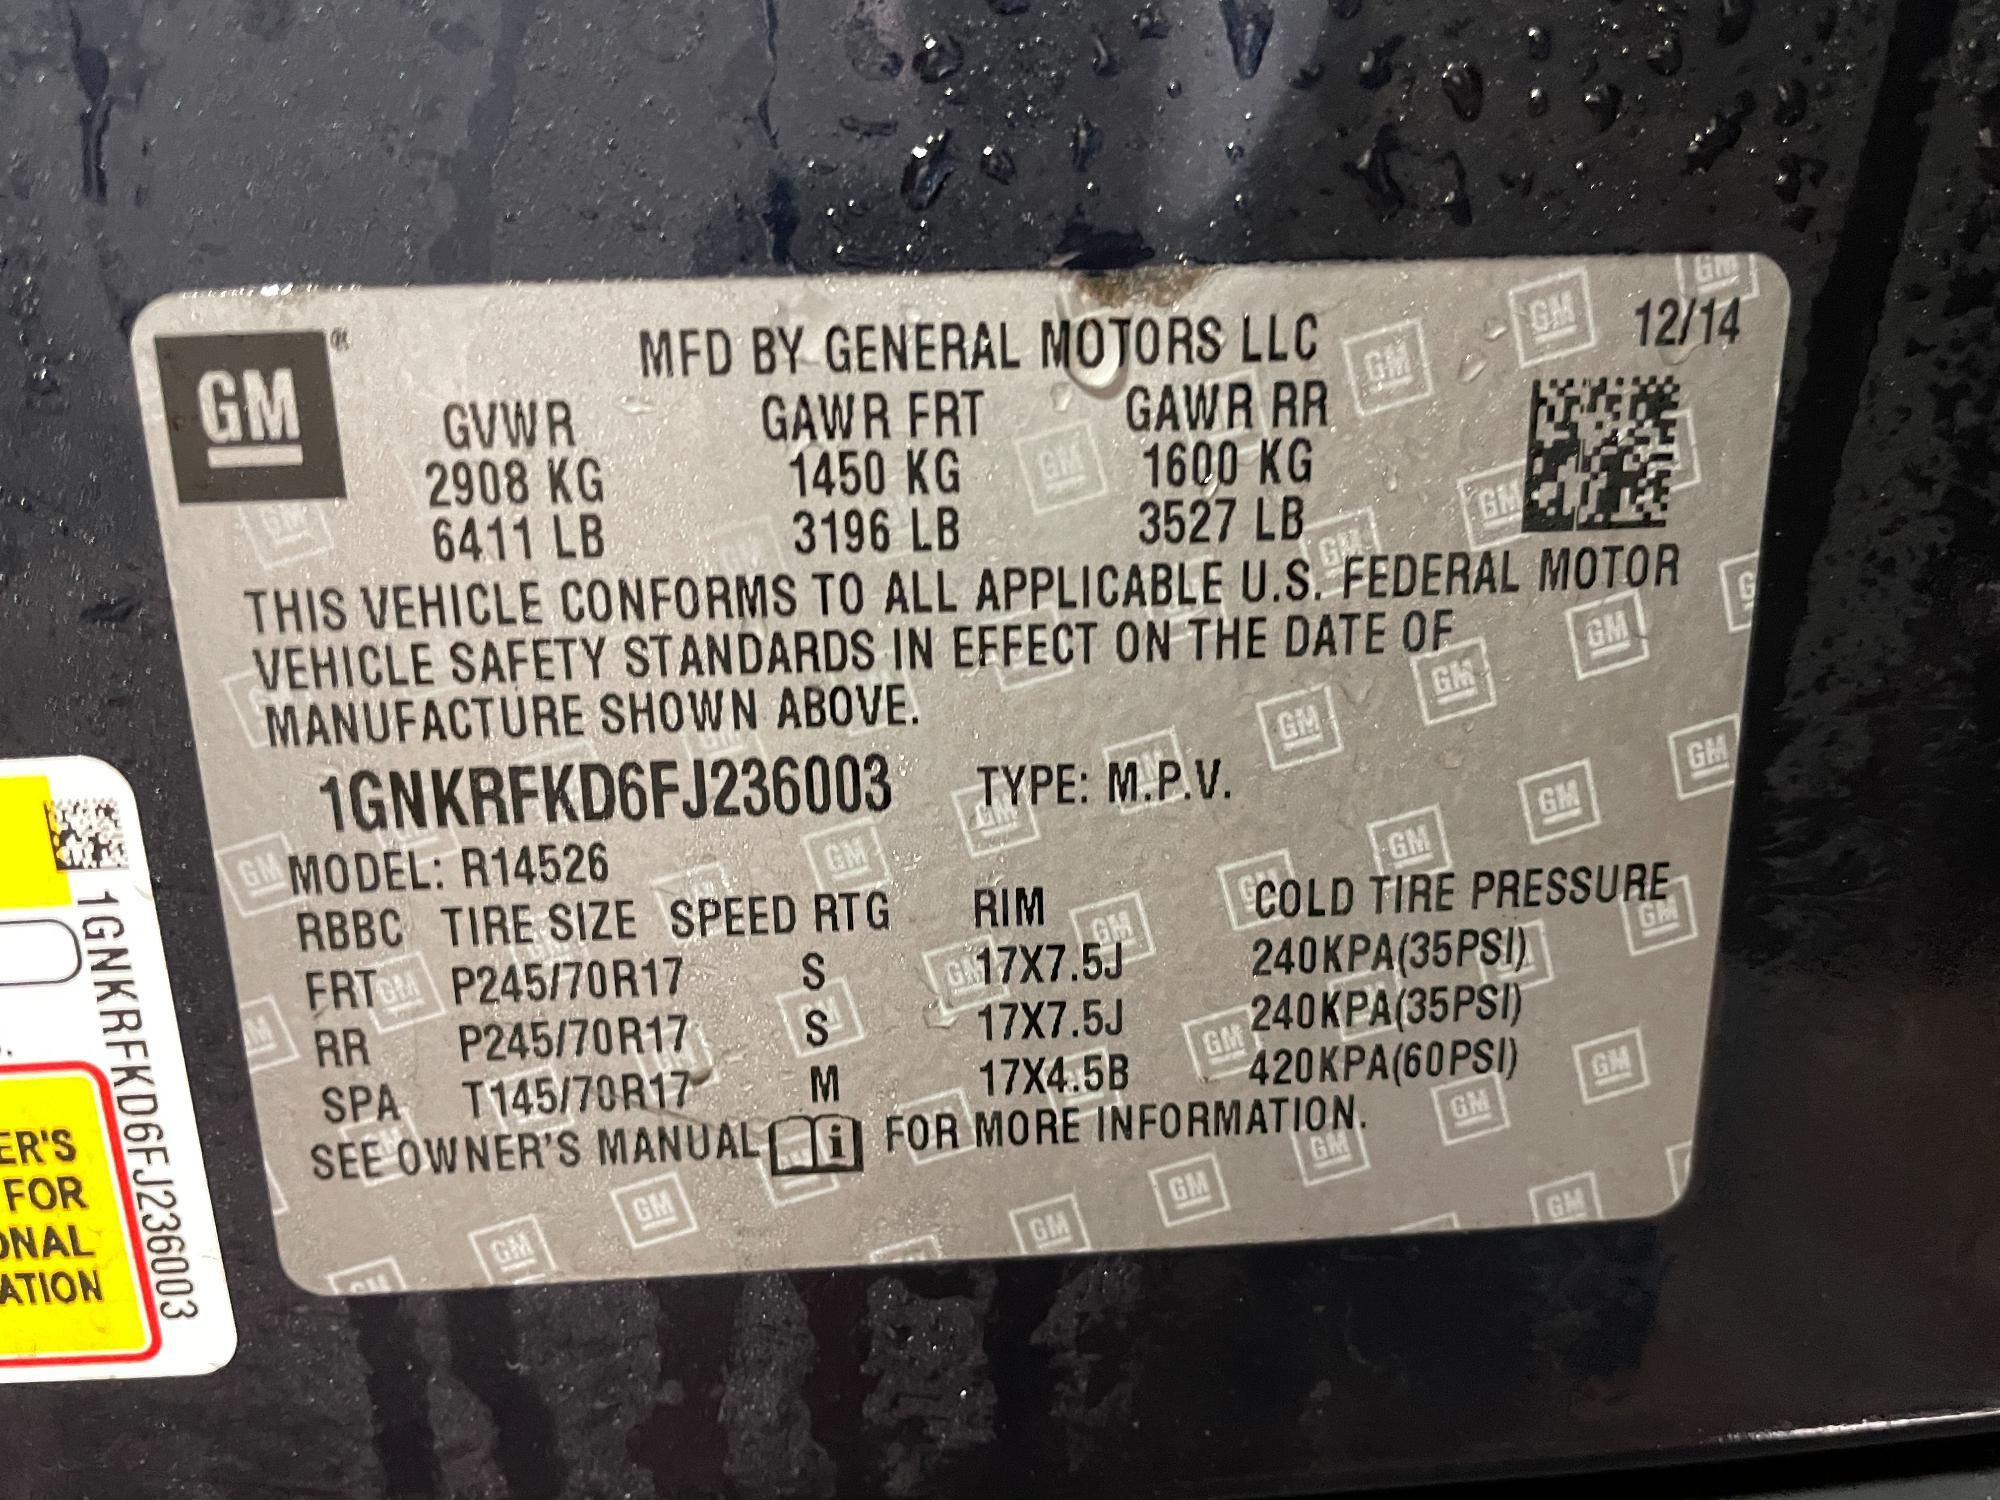 GM
®
MFD BY GENERAL MOTORS LLC
12/14
GVWR GAWR FRT GAWR RR
2908 KG 1450 KG 1600 KG
6411 LB 3196 LB 3527 LB
THIS VEHICLE CONFORMS TO ALL APPLICABLE U.S. FEDERAL MOTOR
VEHICLE SAFETY STANDARDS IN EFFECT ON THE DATE OF
MANUFACTURE SHOWN ABOVE.
1GNKRFKD6FJ236003 TYPE: M.P.V.
MODEL: R14526
RBBC TIRE SIZE SPEED RTG RIM COLD TIRE PRESSURE
FRT P245/70R17 S 17X7.5J 240KPA(35PSI)
RR P245/70R17 S 17X7.5J 240KPA(35PSI)
SPA T145/70R17 M 17X4.5B 420KPA(60PSI)
SEE OWNER'S MANUAL i FOR MORE INFORMATION.
1GNKRFKD6FJ236003
ER'S
FOR
ONAL
ATION